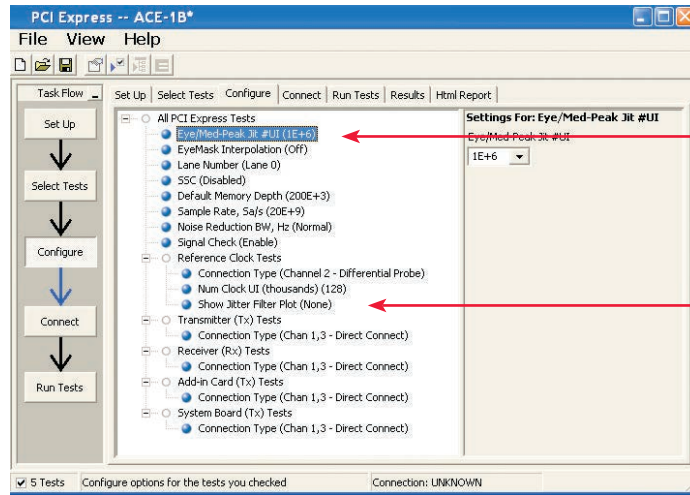 PCI Express -- ACE-1B*
File View Help
Task Flow
Set Up
Select Tests
Configure
Connect
Run Tests
Set Up Select Tests Configure Connect Run Tests Results Html Report
All PCI Express Tests
Eye/Med-Peak Jit #UI (1E+6)
EyeMask Interpolation (Off)
Lane Number (Lane 0)
SSC (Disabled)
Default Memory Depth (200E+3)
Sample Rate, Sa/s (20E+9)
Noise Reduction BW, Hz (Normal)
Signal Check (Enable)
Reference Clock Tests
Connection Type (Channel 2 - Differential Probe)
Num Clock UI (thousands) (128)
Show Jitter Filter Plot (None)
Transmitter (Tx) Tests
Connection Type (Chan 1,3 - Direct Connect)
Receiver (Rx) Tests
Connection Type (Chan 1,3 - Direct Connect)
Add-in Card (Tx) Tests
Connection Type (Chan 1,3 - Direct Connect)
System Board (Tx) Tests
Connection Type (Chan 1,3 - Direct Connect)
Settings For: Eye/Med-Peak Jit #UI
Eye/Med-Peak Jit #UI
1E+6
5 Tests Configure options for the tests you checked Connection: UNKNOWN